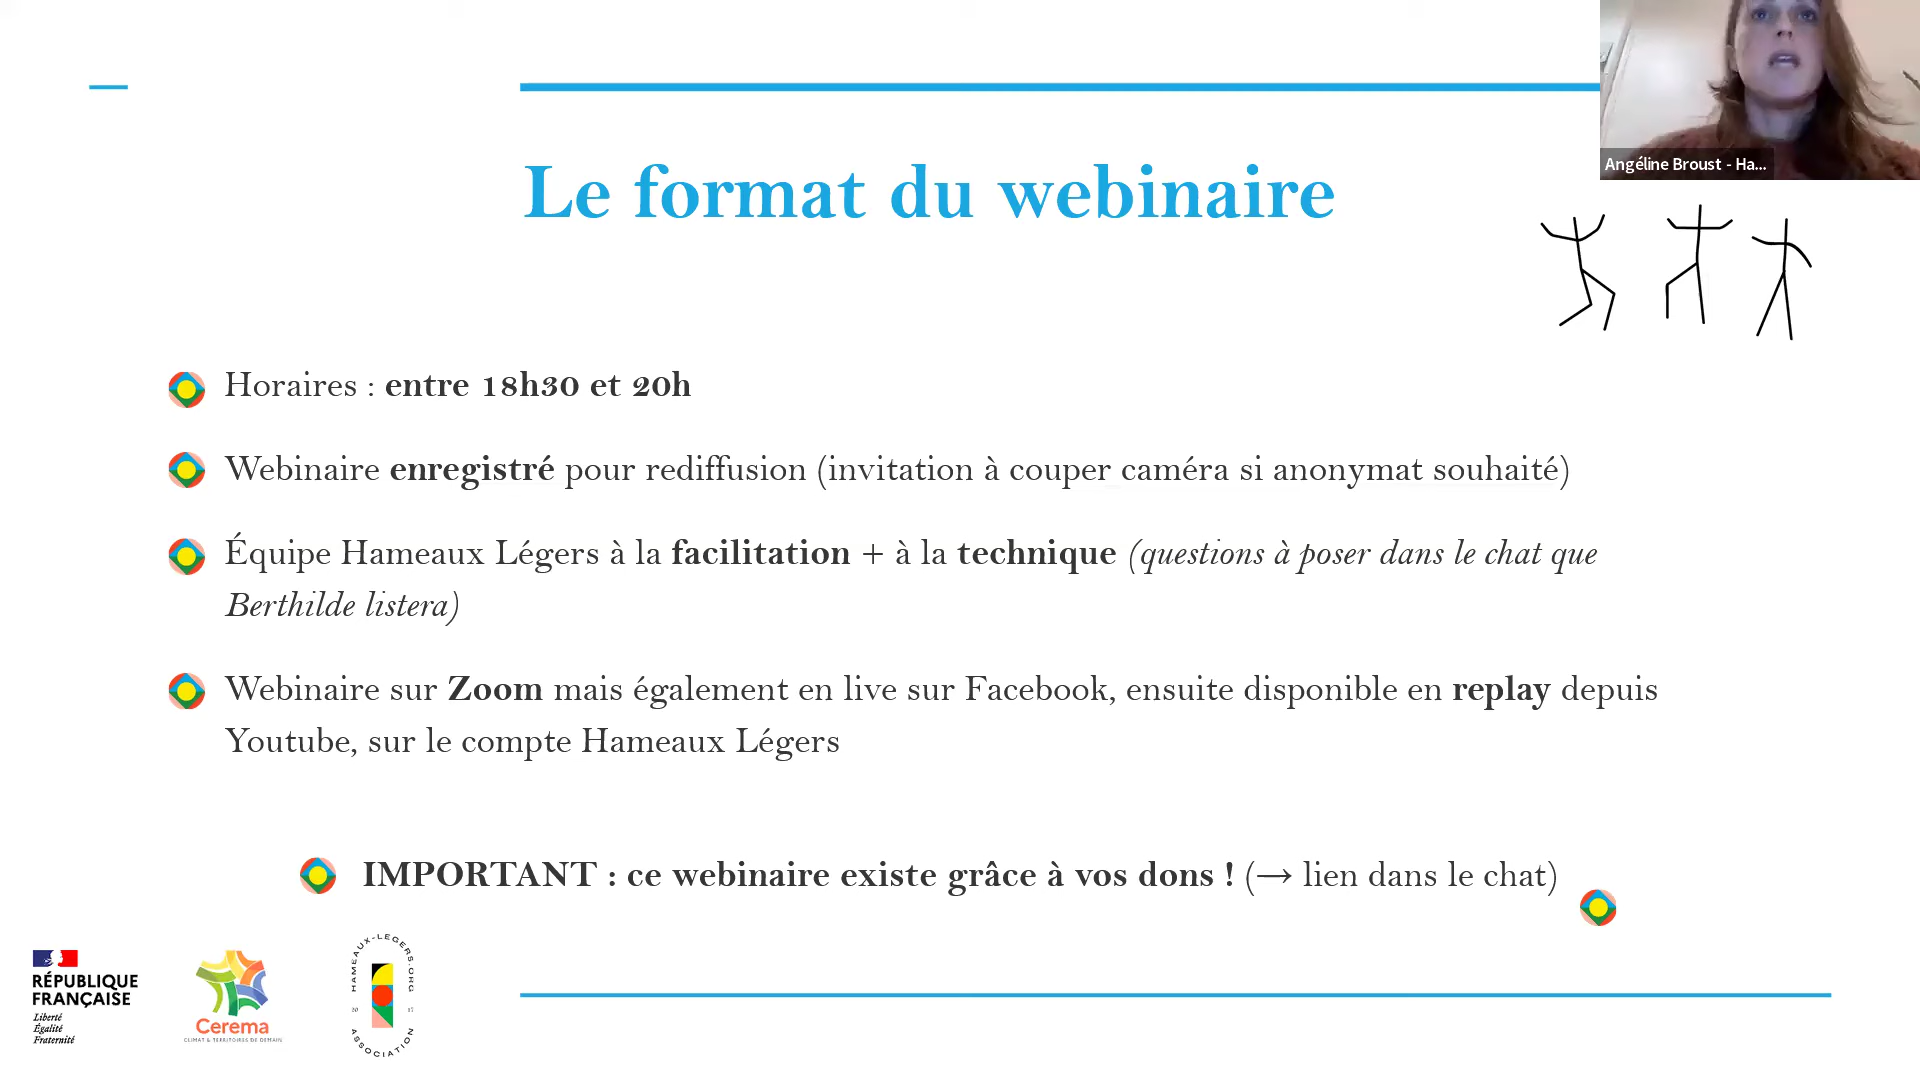 Angéline Broust - Ha...
Le format du webinaire
Horaires : entre 18h30 et 20h
Webinaire enregistré pour rediffusion (invitation à couper caméra si anonymat souhaité)
Équipe Hameaux Légers à la facilitation + à la technique (questions à poser dans le chat que
Berthilde listera)
Webinaire sur Zoom mais également en live sur Facebook, ensuite disponible en replay depuis
Youtube, sur le compte Hameaux Légers
IMPORTANT : ce webinaire existe grâce à vos dons ! (→ lien dans le chat)
RÉPUBLIQUE
FRANÇAISE
Liberté
Égalité
Fraternité
Cerema
CLIMAT & TERRITOIRES DE DEMAIN
HAMEAUX-LEGERS.ORG
20 17
ASSOCIATION